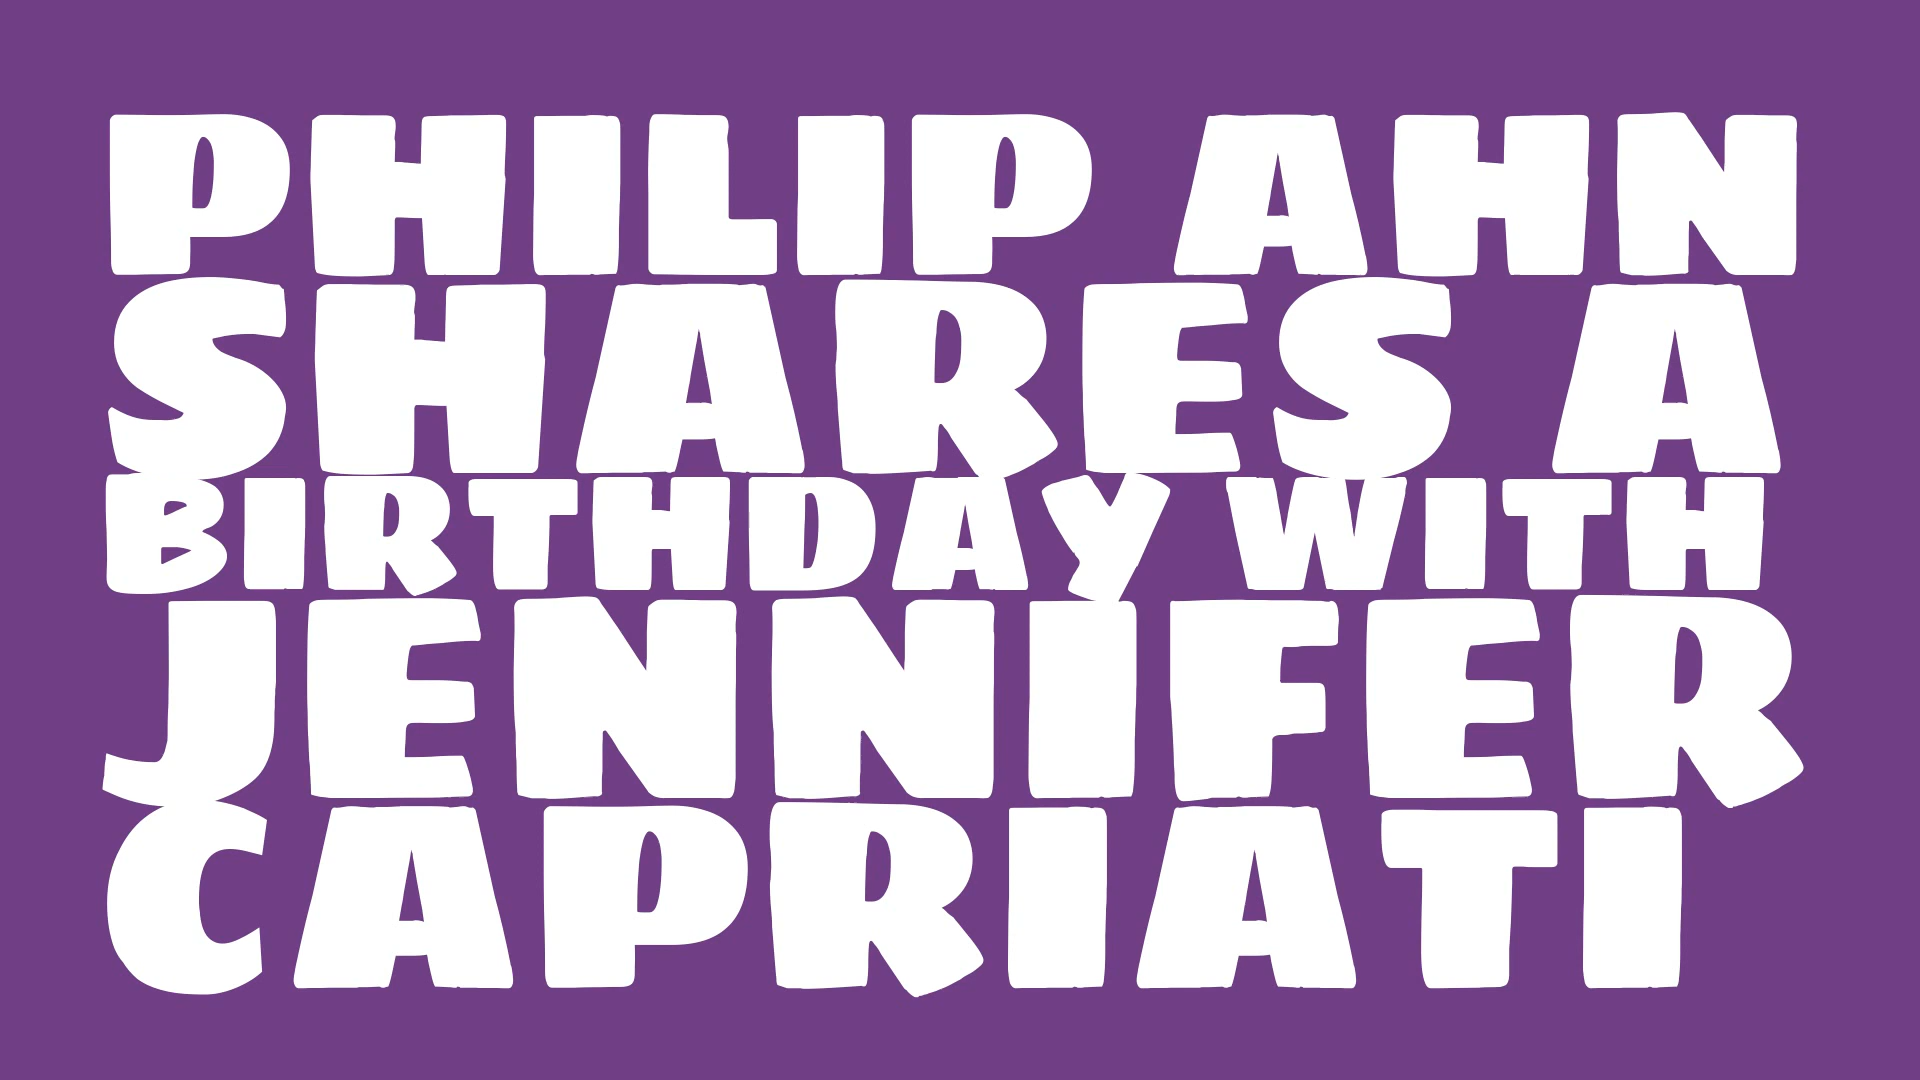 PHILIP AHN
SHARES A
BIRTHDAY WITH
JENNIFER
CAPRIATI